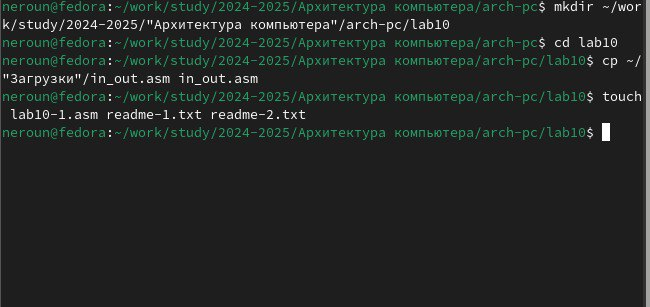 neroun@fedora:~/work/study/2024-2025/Архитектура компьютера/arch-pc$ mkdir ~/wor
k/study/2024-2025/"Архитектура компьютера"/arch-pc/lab10
neroun@fedora:~/work/study/2024-2025/Архитектура компьютера/arch-pc$ cd lab10
neroun@fedora:~/work/study/2024-2025/Архитектура компьютера/arch-pc/lab10$ cp ~/
"Загрузки"/in_out.asm in_out.asm
neroun@fedora:~/work/study/2024-2025/Архитектура компьютера/arch-pc/lab10$ touch
 lab10-1.asm readme-1.txt readme-2.txt
neroun@fedora:~/work/study/2024-2025/Архитектура компьютера/arch-pc/lab10$